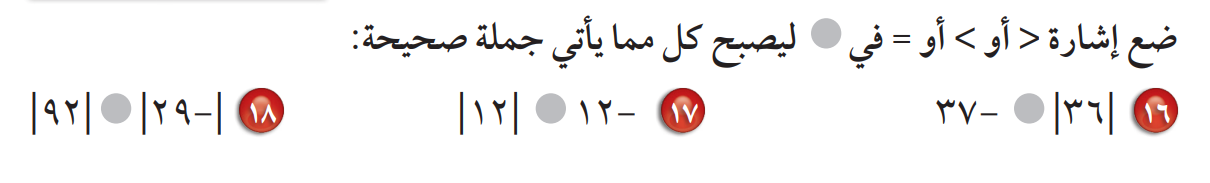 ضع إشارة < أو > أو = في ● ليصبح كل مما يأتي جملة صحيحة:
١٦ |٣٦| ● –٣٧ ١٧ –١٢ ● |١٢| ١٨ |–٢٩| ● |٩٢|